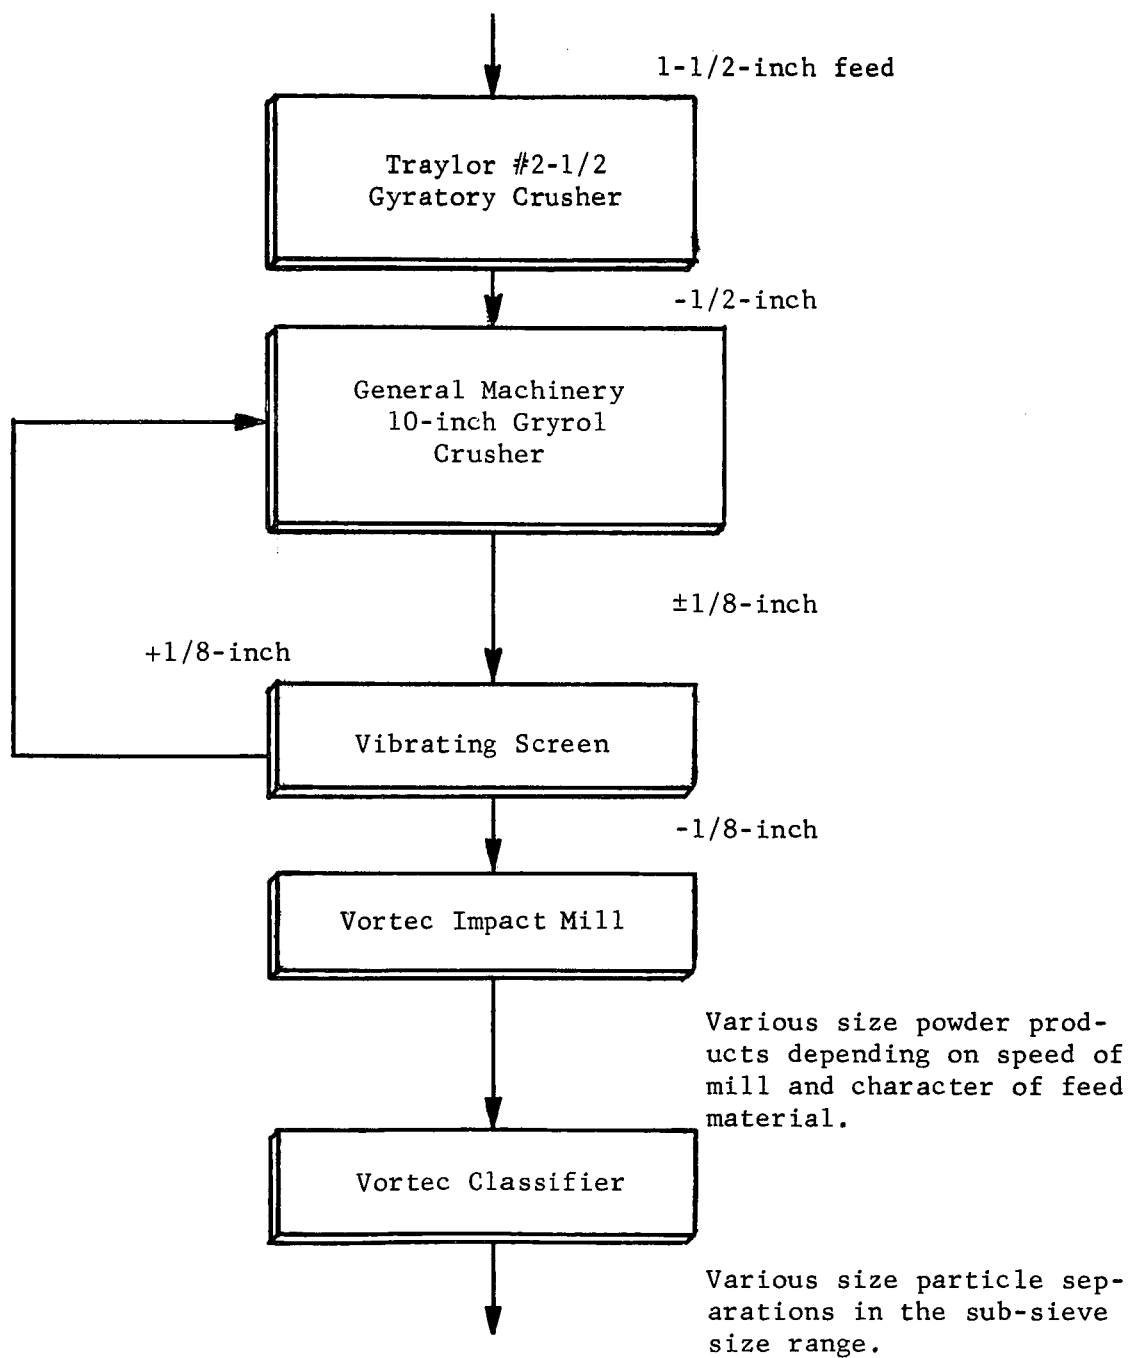 1-1/2-inch feed
Traylor #2-1/2
Gyratory Crusher
-1/2-inch
General Machinery
10-inch Gryrol
Crusher
±1/8-inch
+1/8-inch
Vibrating Screen
-1/8-inch
Vortec Impact Mill
Various size powder prod-
ucts depending on speed of
mill and character of feed
material.
Vortec Classifier
Various size particle sep-
arations in the sub-sieve
size range.